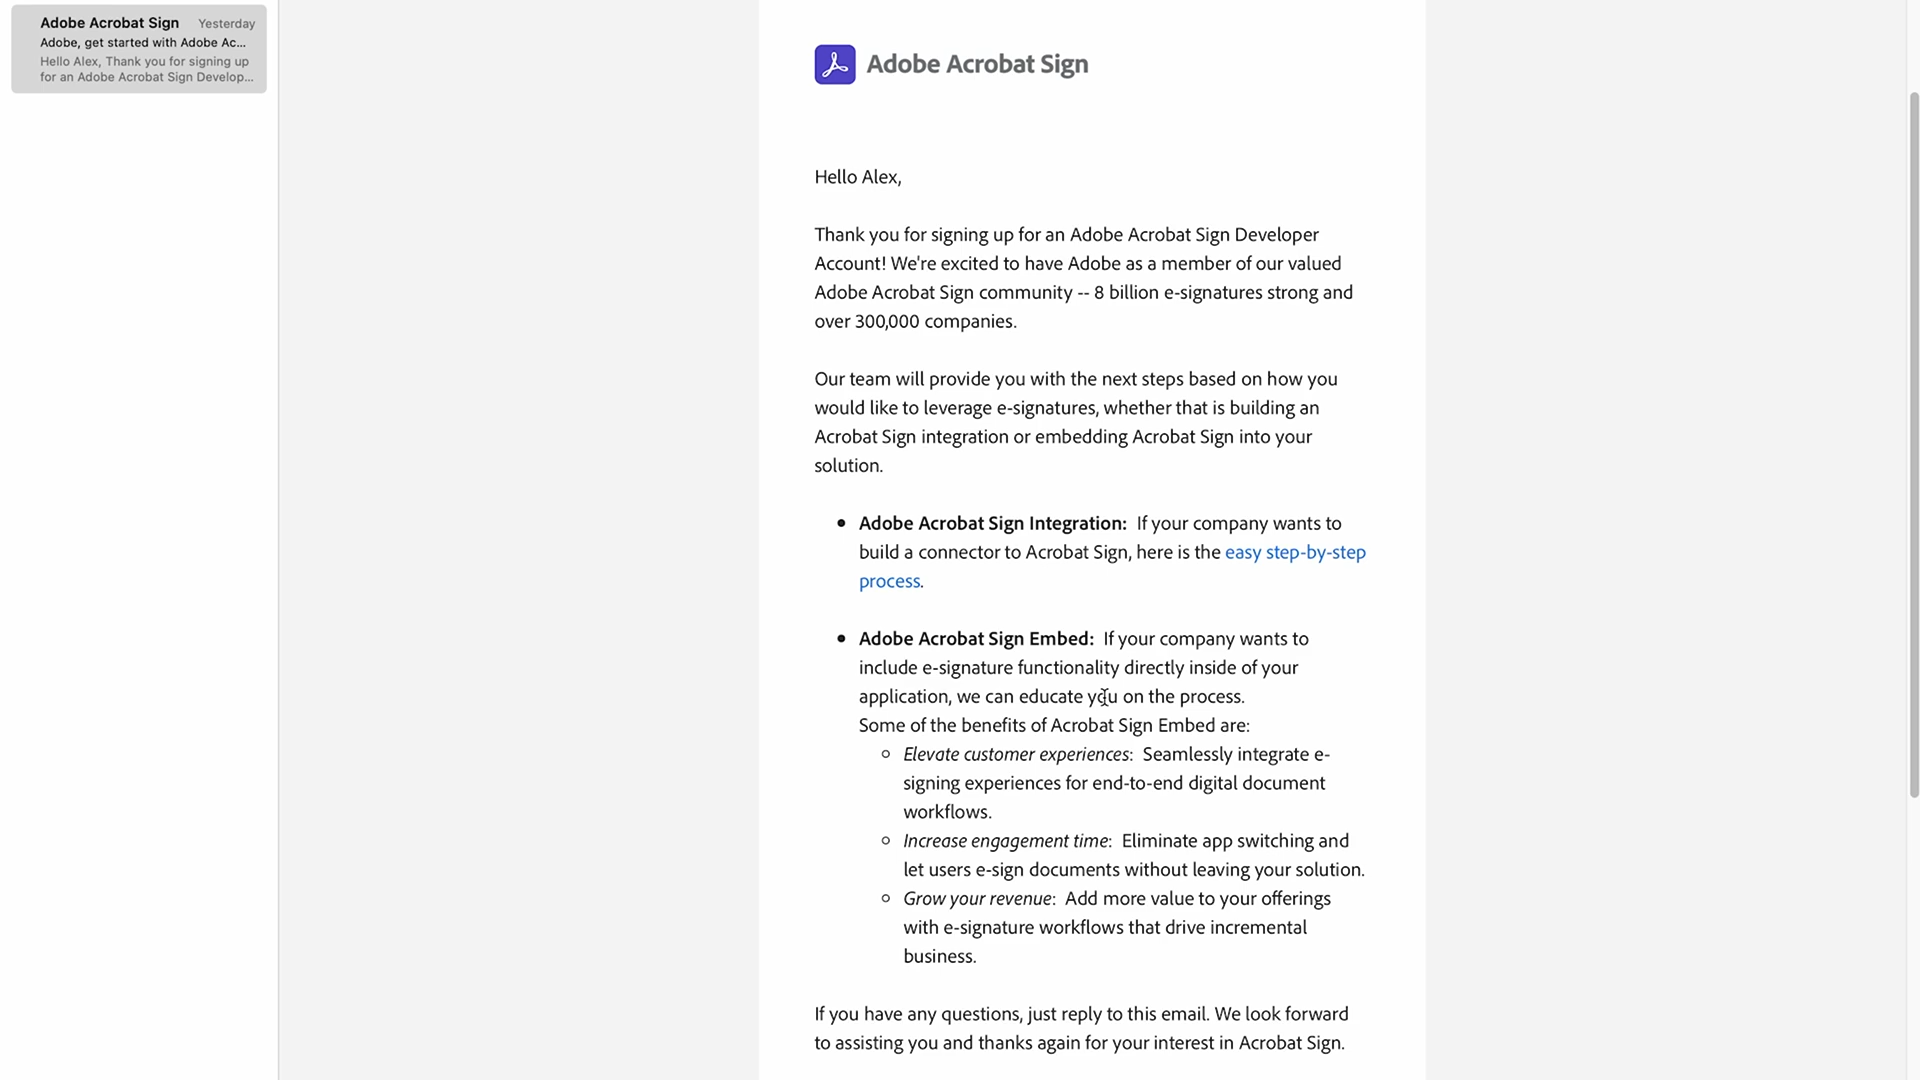 Adobe Acrobat Sign Yesterday
Adobe, get started with Adobe Ac...
Hello Alex, Thank you for signing up
for an Adobe Acrobat Sign Develop...
Adobe Acrobat Sign
Hello Alex,
Thank you for signing up for an Adobe Acrobat Sign Developer
Account! We're excited to have Adobe as a member of our valued
Adobe Acrobat Sign community -- 8 billion e-signatures strong and
over 300,000 companies.
Our team will provide you with the next steps based on how you
would like to leverage e-signatures, whether that is building an
Acrobat Sign integration or embedding Acrobat Sign into your
solution.
• Adobe Acrobat Sign Integration: If your company wants to
build a connector to Acrobat Sign, here is the easy step-by-step
process.
• Adobe Acrobat Sign Embed: If your company wants to
include e-signature functionality directly inside of your
application, we can educate you on the process.
Some of the benefits of Acrobat Sign Embed are:
◦ Elevate customer experiences: Seamlessly integrate e-
signing experiences for end-to-end digital document
workflows.
◦ Increase engagement time: Eliminate app switching and
let users e-sign documents without leaving your solution.
◦ Grow your revenue: Add more value to your offerings
with e-signature workflows that drive incremental
business.
If you have any questions, just reply to this email. We look forward
to assisting you and thanks again for your interest in Acrobat Sign.